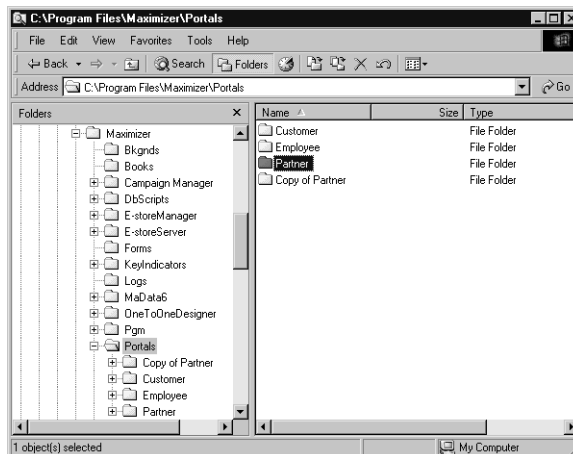 C:\Program Files\Maximizer\Portals
File Edit View Favorites Tools Help
Back Search Folders
Address C:\Program Files\Maximizer\Portals Go
Folders
Maximizer
Bkgnds
Books
Campaign Manager
DbScripts
E-storeManager
E-storeServer
Forms
KeyIndicators
Logs
MaData6
OneToOneDesigner
Pgm
Portals
Copy of Partner
Customer
Employee
Partner
Name Size Type
Customer File Folder
Employee File Folder
Partner File Folder
Copy of Partner File Folder
1 object(s) selected My Computer